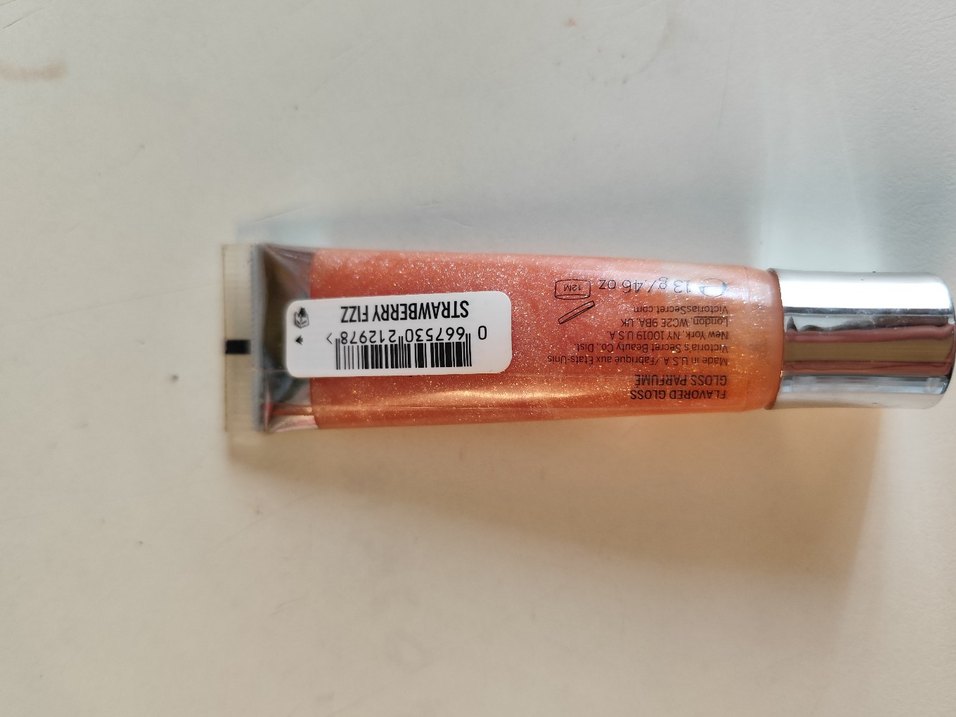 FLAVORED GLOSS
GLOSS PARFUMÉ
Made in U.S.A./Fabriqué aux États-Unis
Victoria's Secret Beauty Co., Dist.
New York, NY 10019 U.S.A
London WC2E 9BA UK
VictoriasSecret.com
13 g/.46 oz
12M
0 667530 212978 >
STRAWBERRY FIZZ